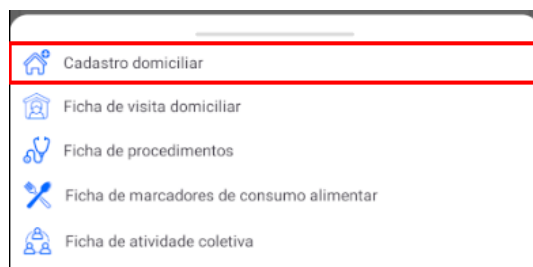 Cadastro domiciliar
Ficha de visita domiciliar
Ficha de procedimentos
Ficha de marcadores de consumo alimentar
Ficha de atividade coletiva